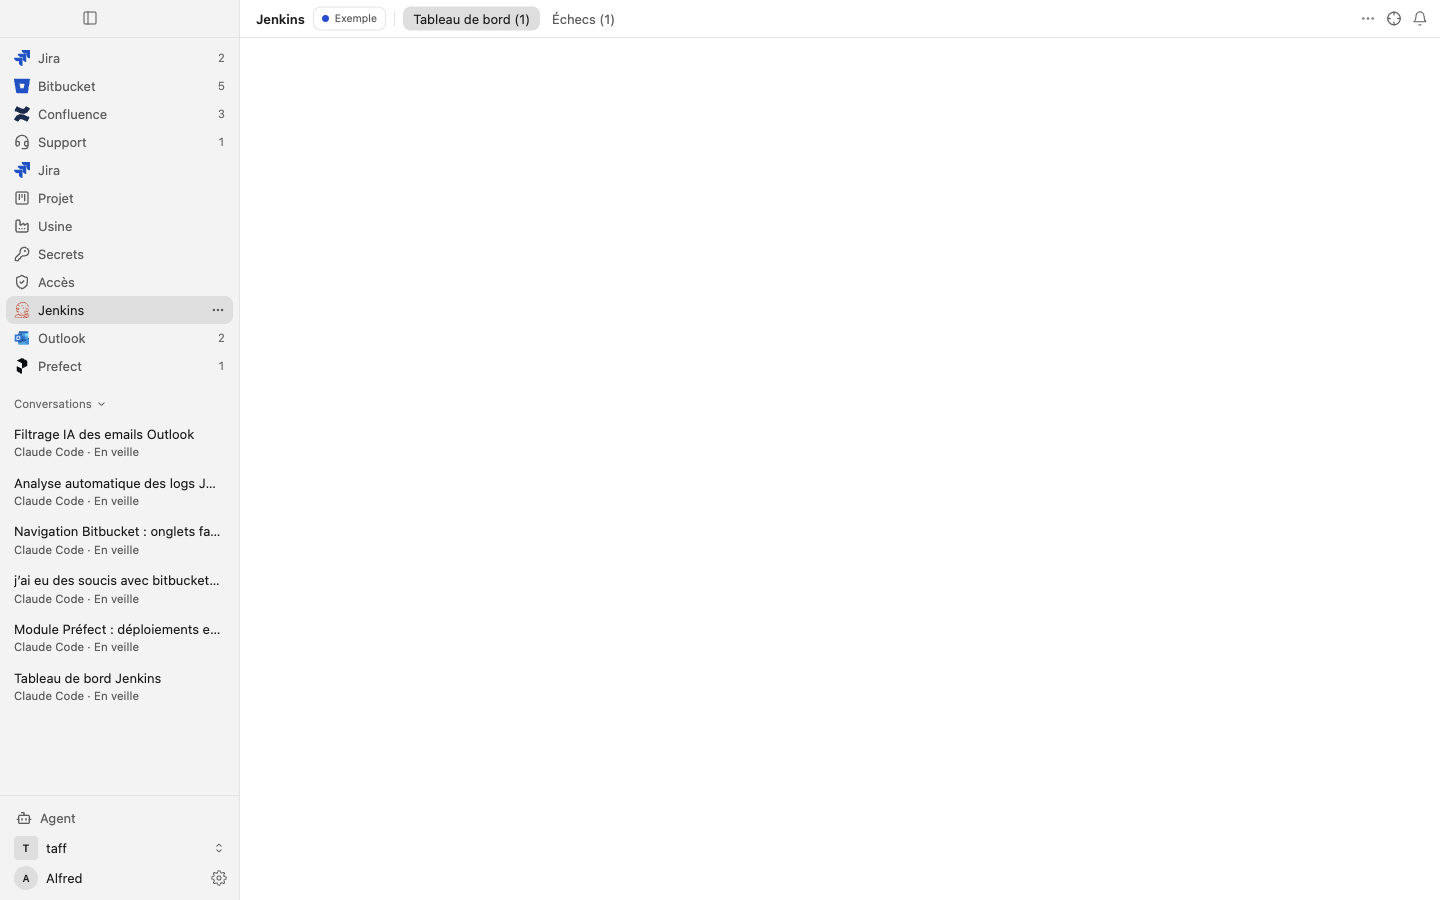 Jenkins
Exemple
Tableau de bord (1)
Échecs (1)
Jira 2
Bitbucket 5
Confluence 3
Support 1
Jira
Projet
Usine
Secrets
Accès
Jenkins
Outlook 2
Prefect 1
Conversations
Filtrage IA des emails Outlook
Claude Code · En veille
Analyse automatique des logs J...
Claude Code · En veille
Navigation Bitbucket : onglets fa...
Claude Code · En veille
j'ai eu des soucis avec bitbucket...
Claude Code · En veille
Module Préfect : déploiements e...
Claude Code · En veille
Tableau de bord Jenkins
Claude Code · En veille
Agent
T taff
A Alfred